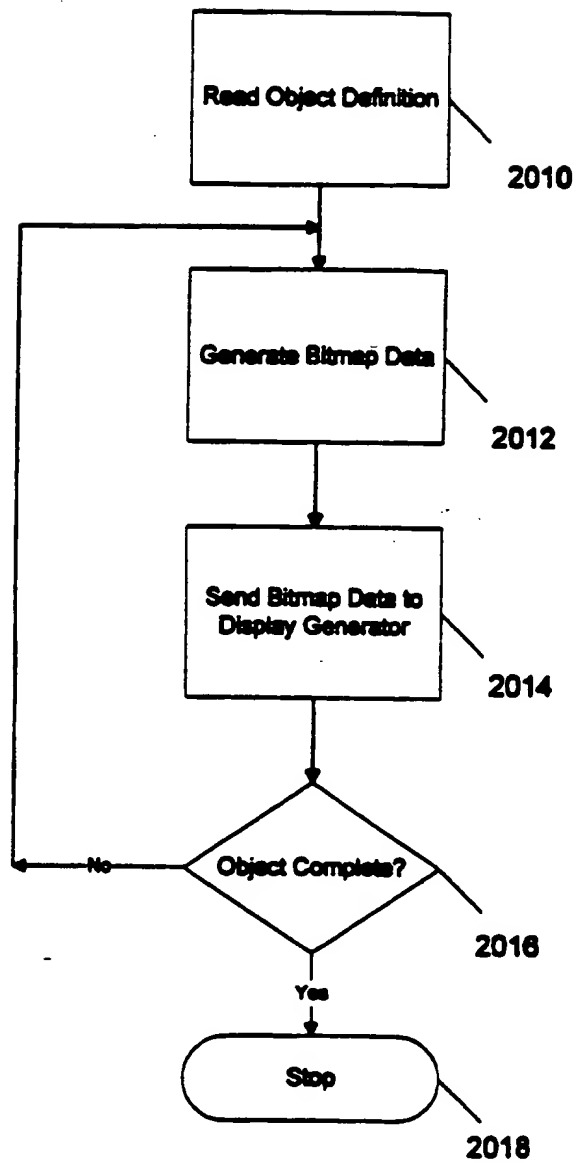 Read Object Definition
2010
Generate Bitmap Data
2012
Send Bitmap Data to
Display Generator
2014
Object Complete?
No
2016
Yes
Stop
2018